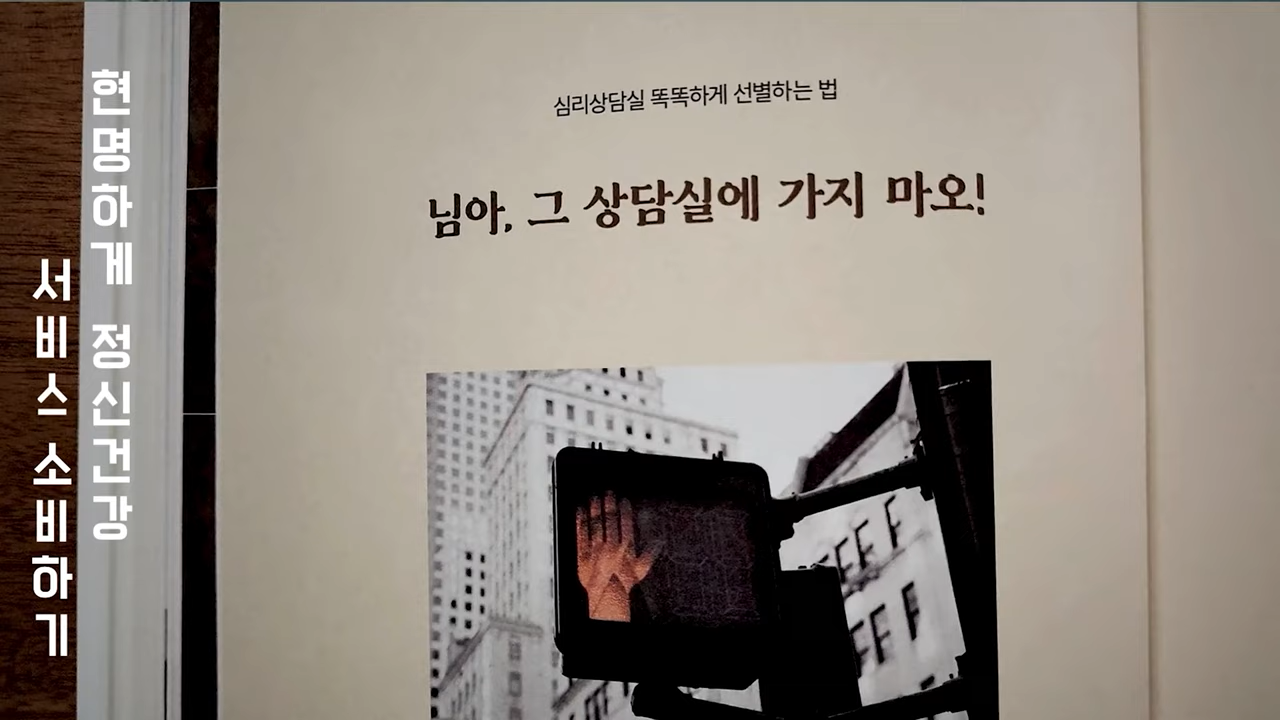 현명하게 정신건강
서비스 소비하기
심리상담실 똑똑하게 선별하는 법
님아, 그 상담실에 가지 마오!